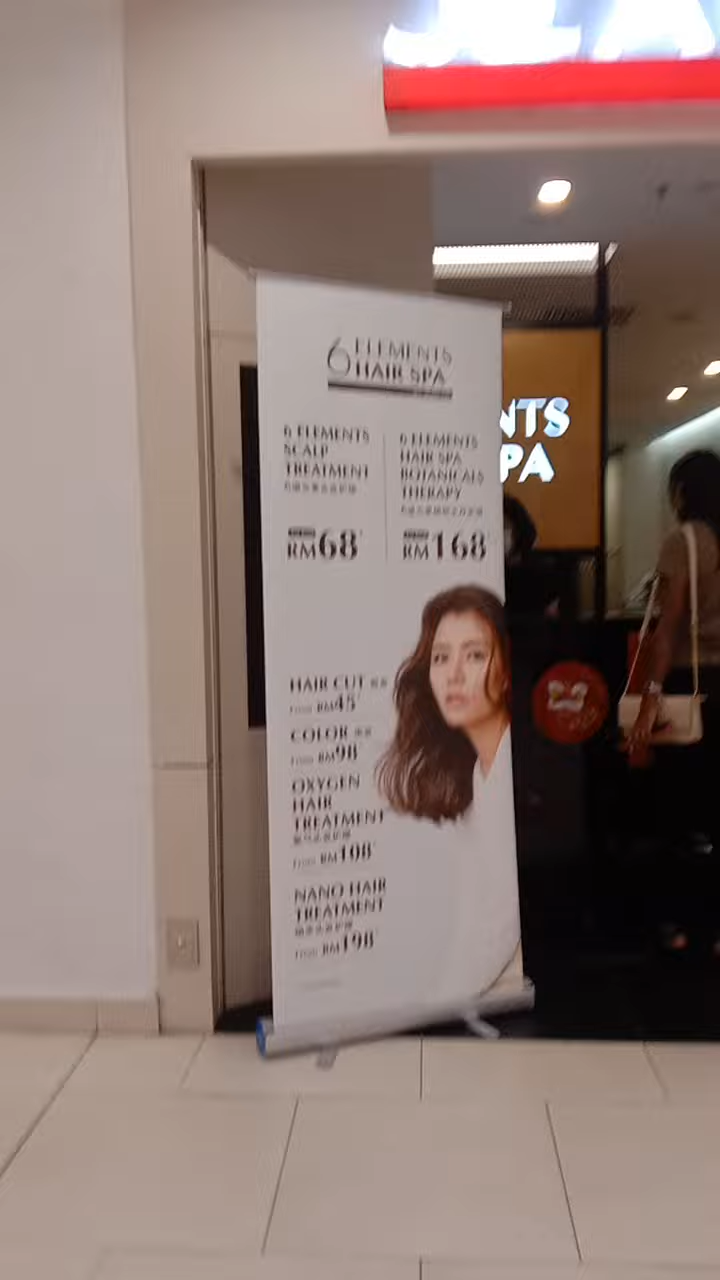 6 ELEMENTS
HAIR SPA
6 ELEMENTS
SCALP
TREATMENT
RM68
6 ELEMENTS
HAIR SPA
BOTANICALS
THERAPY
RM168
HAIR CUT
From RM45
COLOR
From RM98
OXYGEN
HAIR
TREATMENT
From RM108
NANO HAIR
TREATMENT
From RM198
NTS
PA